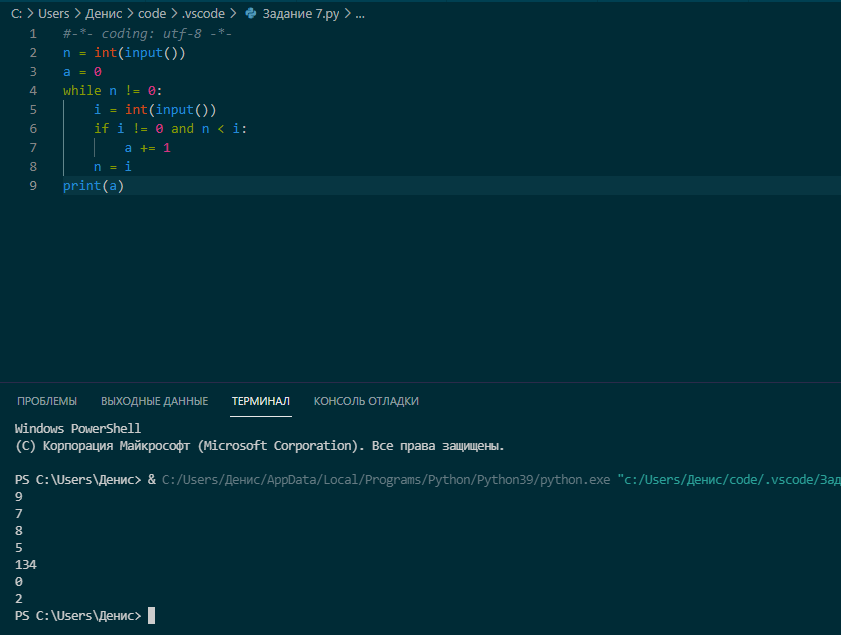 C: > Users > Денис > code > .vscode > Задание 7.py > ...
1 #-*- coding: utf-8 -*-
2 n = int(input())
3 a = 0
4 while n != 0:
5     i = int(input())
6     if i != 0 and n < i:
7         a += 1
8     n = i
9 print(a)
ПРОБЛЕМЫ ВЫХОДНЫЕ ДАННЫЕ ТЕРМИНАЛ КОНСОЛЬ ОТЛАДКИ
Windows PowerShell
(C) Корпорация Майкрософт (Microsoft Corporation). Все права защищены.
PS C:\Users\Денис> & C:/Users/Денис/AppData/Local/Programs/Python/Python39/python.exe "c:/Users/Денис/code/.vscode/Зад
9
7
8
5
134
0
2
PS C:\Users\Денис>